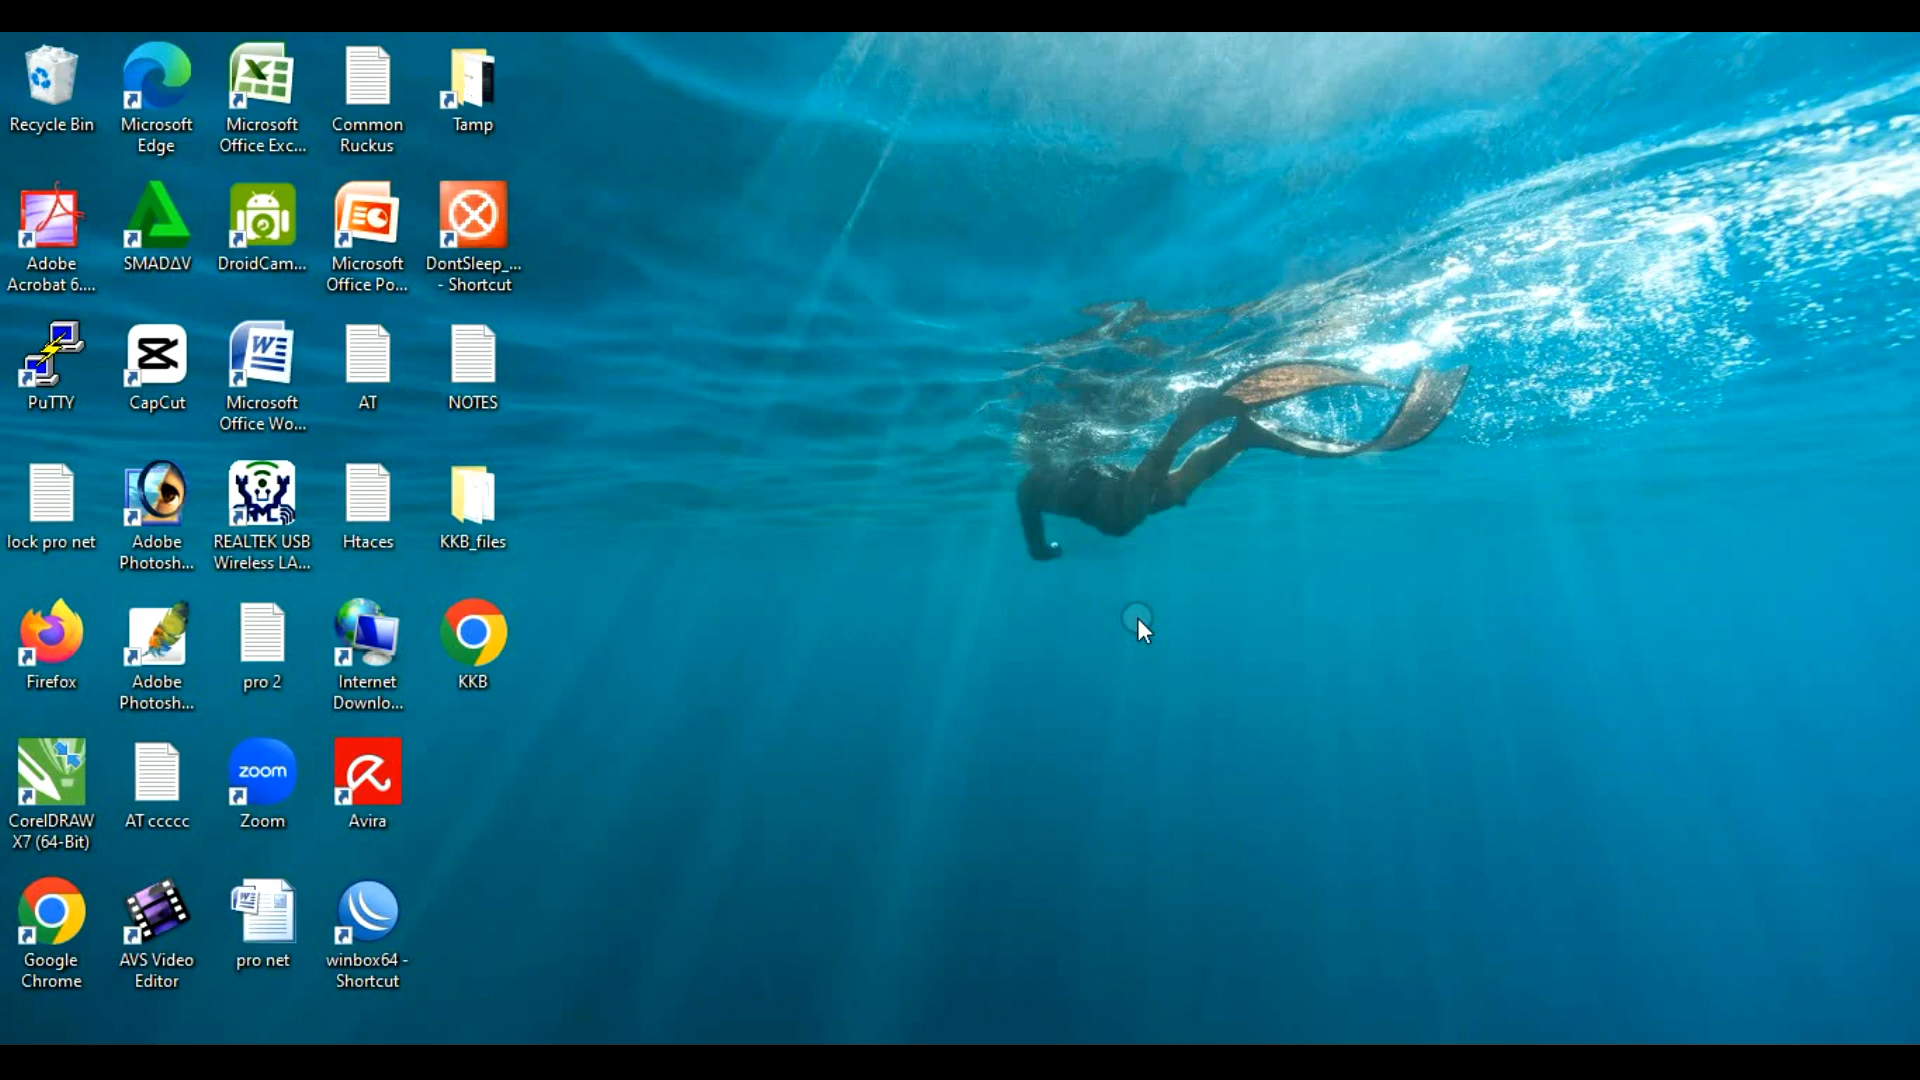 Recycle Bin
Microsoft
Edge
Microsoft
Office Exc...
Common
Ruckus
Tamp
Adobe
Acrobat 6....
SMADΔV
DroidCam...
Microsoft
Office Po...
DontSleep_...
- Shortcut
PuTTY
CapCut
Microsoft
Office Wo...
AT
NOTES
lock pro net
Adobe
Photosh...
REALTEK USB
Wireless LA...
Htaces
KKB_files
Firefox
Adobe
Photosh...
pro 2
Internet
Downlo...
KKB
CorelDRAW
X7 (64-Bit)
AT ccccc
zoom
Zoom
Avira
Google
Chrome
AVS Video
Editor
pro net
winbox64 -
Shortcut